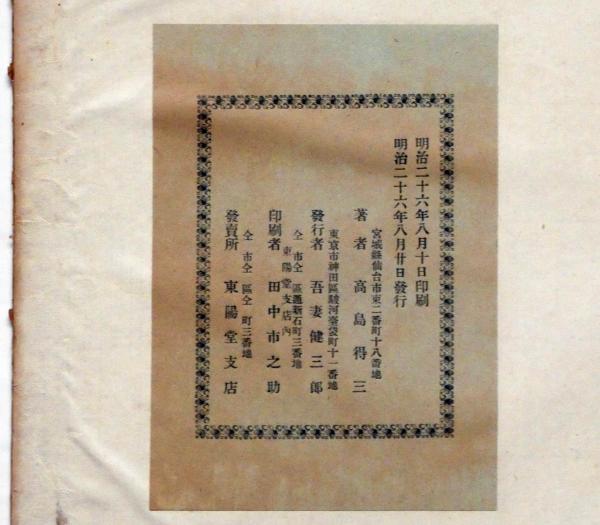 明治二十六年八月十日印刷
明治二十六年八月廿日發行
宮城縣仙台市東二番町十八番地
著者 高島得三
東京市神田區駿河臺袋町十一番地
發行者 吾妻健三郎
仝市仝區通新石町三番地
東陽堂支店內
印刷者 田中市之助
仝市仝區仝町三番地
發賣所 東陽堂支店